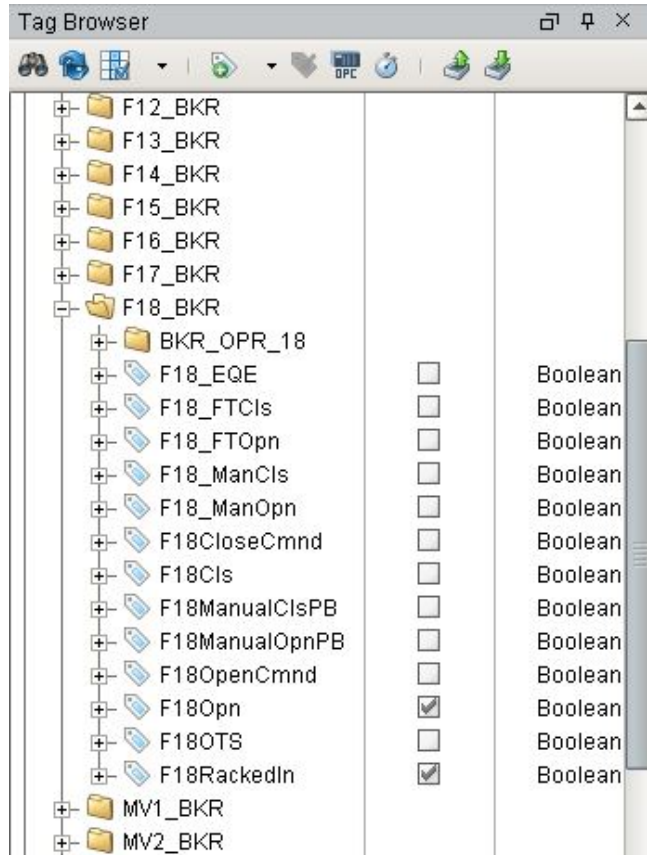 Tag Browser
OPC
F12_BKR
F13_BKR
F14_BKR
F15_BKR
F16_BKR
F17_BKR
F18_BKR
BKR_OPR_18
F18_EQE Boolean
F18_FTCls Boolean
F18_FTOpn Boolean
F18_ManCls Boolean
F18_ManOpn Boolean
F18CloseCmnd Boolean
F18Cls Boolean
F18ManualClsPB Boolean
F18ManualOpnPB Boolean
F18OpenCmnd Boolean
F18Opn Boolean
F18OTS Boolean
F18RackedIn Boolean
MV1_BKR
MV2_BKR